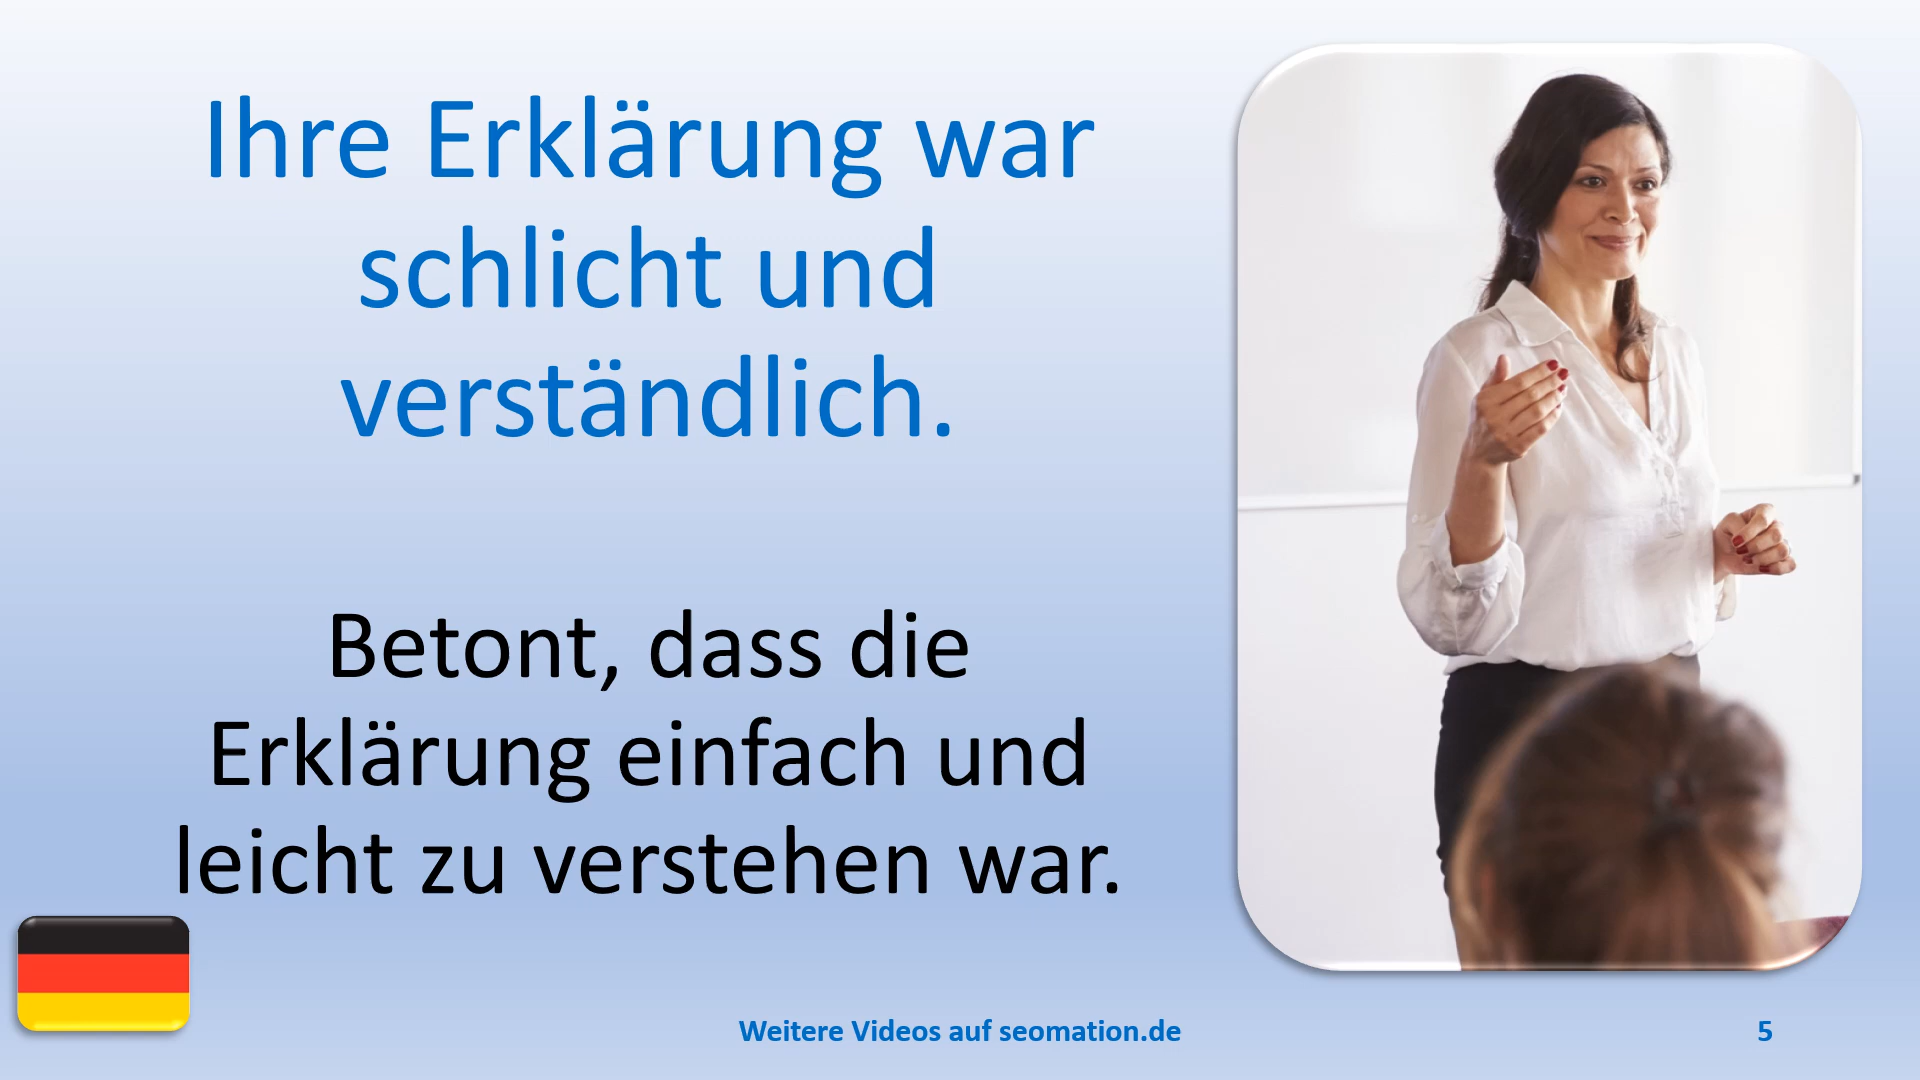 Ihre Erklärung war
schlicht und
verständlich.
Betont, dass die
Erklärung einfach und
leicht zu verstehen war.
Weitere Videos auf seomation.de
5